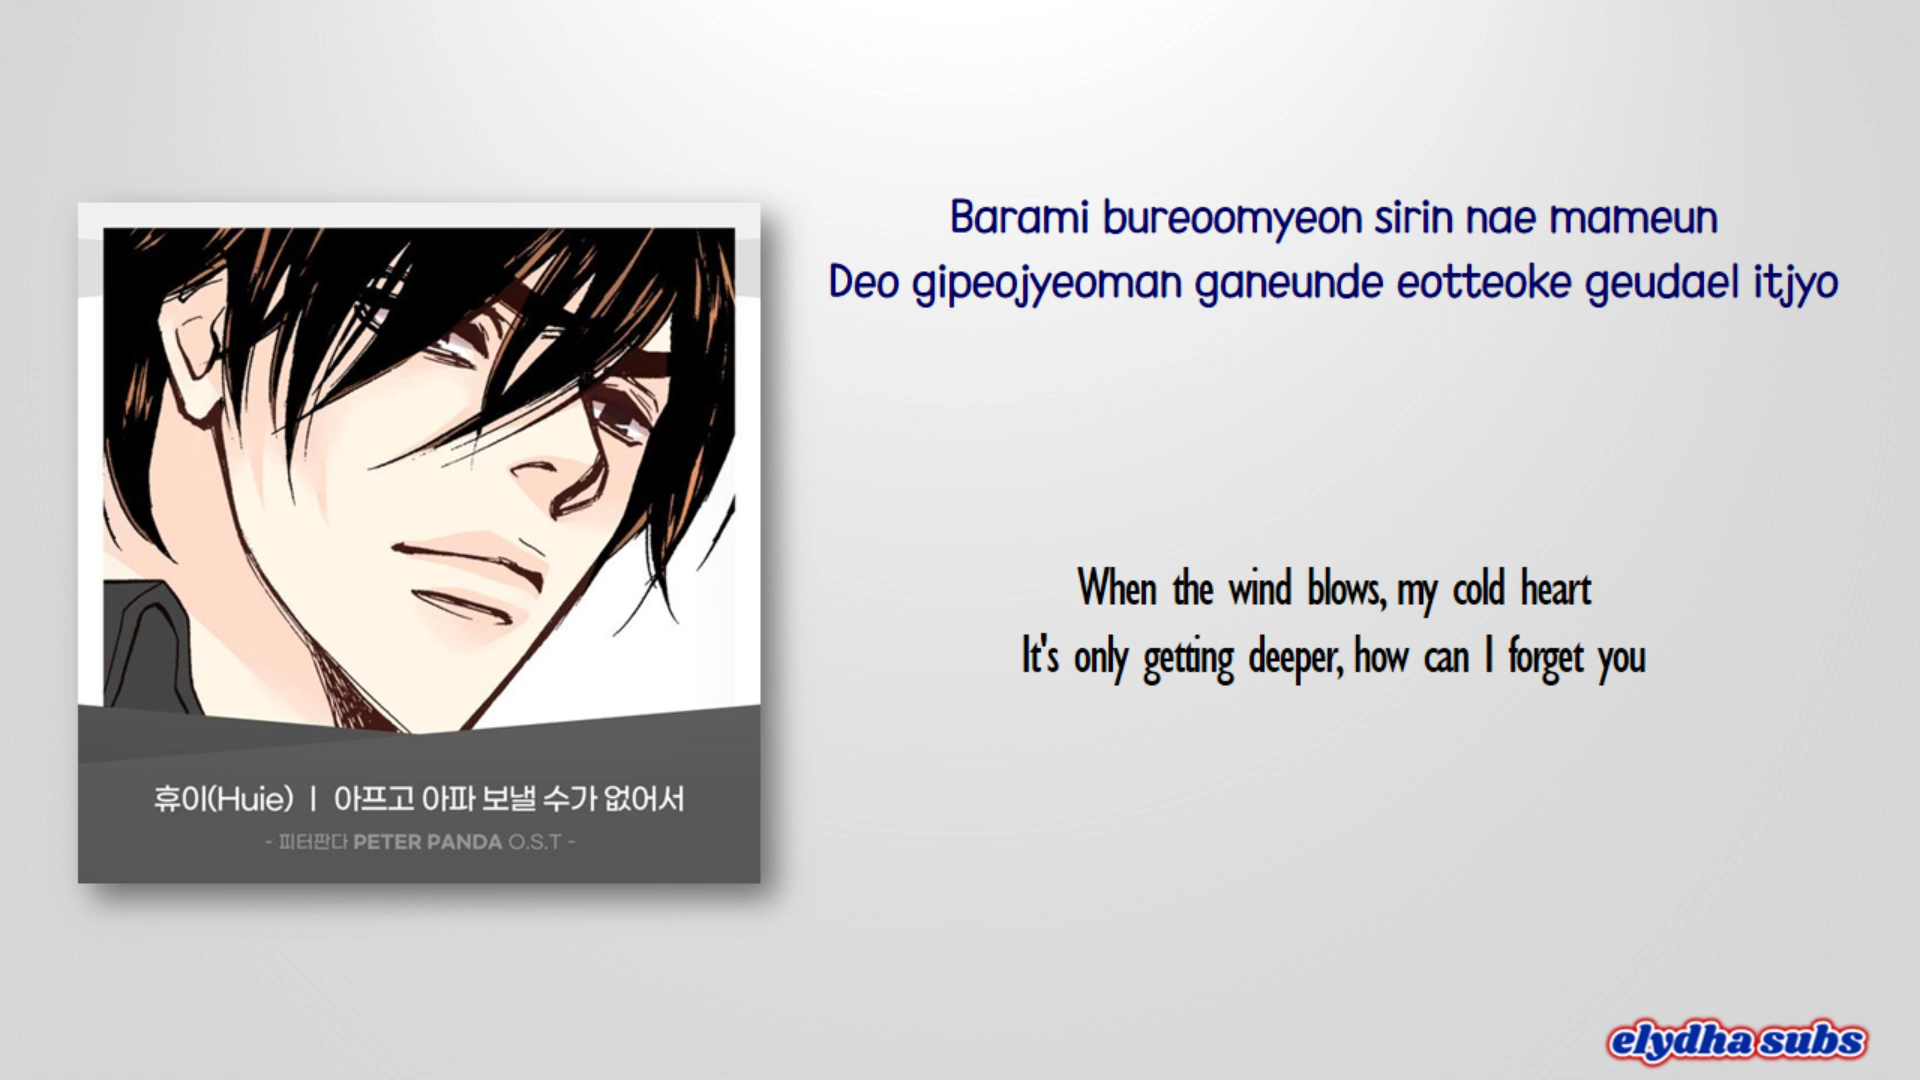 Barami bureoomyeon sirin nae mameun
Deo gipeojyeoman ganeunde eotteoke geudael itjyo
When the wind blows, my cold heart
It's only getting deeper, how can I forget you
휴이(Huie) | 아프고 아파 보낼 수가 없어서
- 피터판다 PETER PANDA O.S.T -
elydha subs